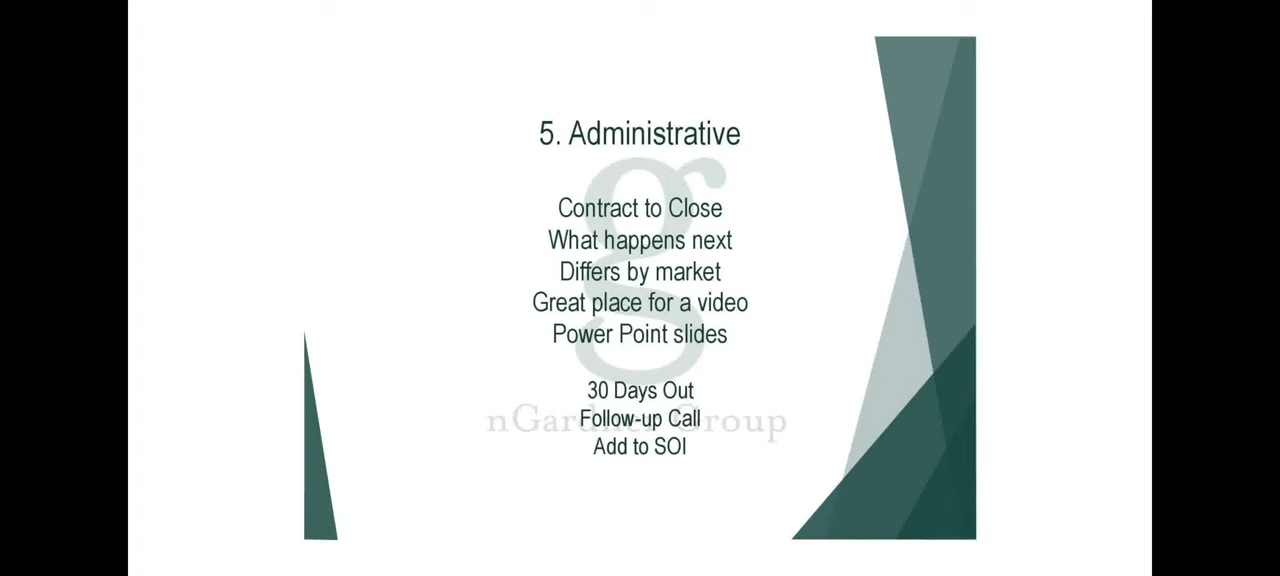 5. Administrative
Contract to Close
What happens next
Differs by market
Great place for a video
Power Point slides
30 Days Out
Follow-up Call
Add to SOI